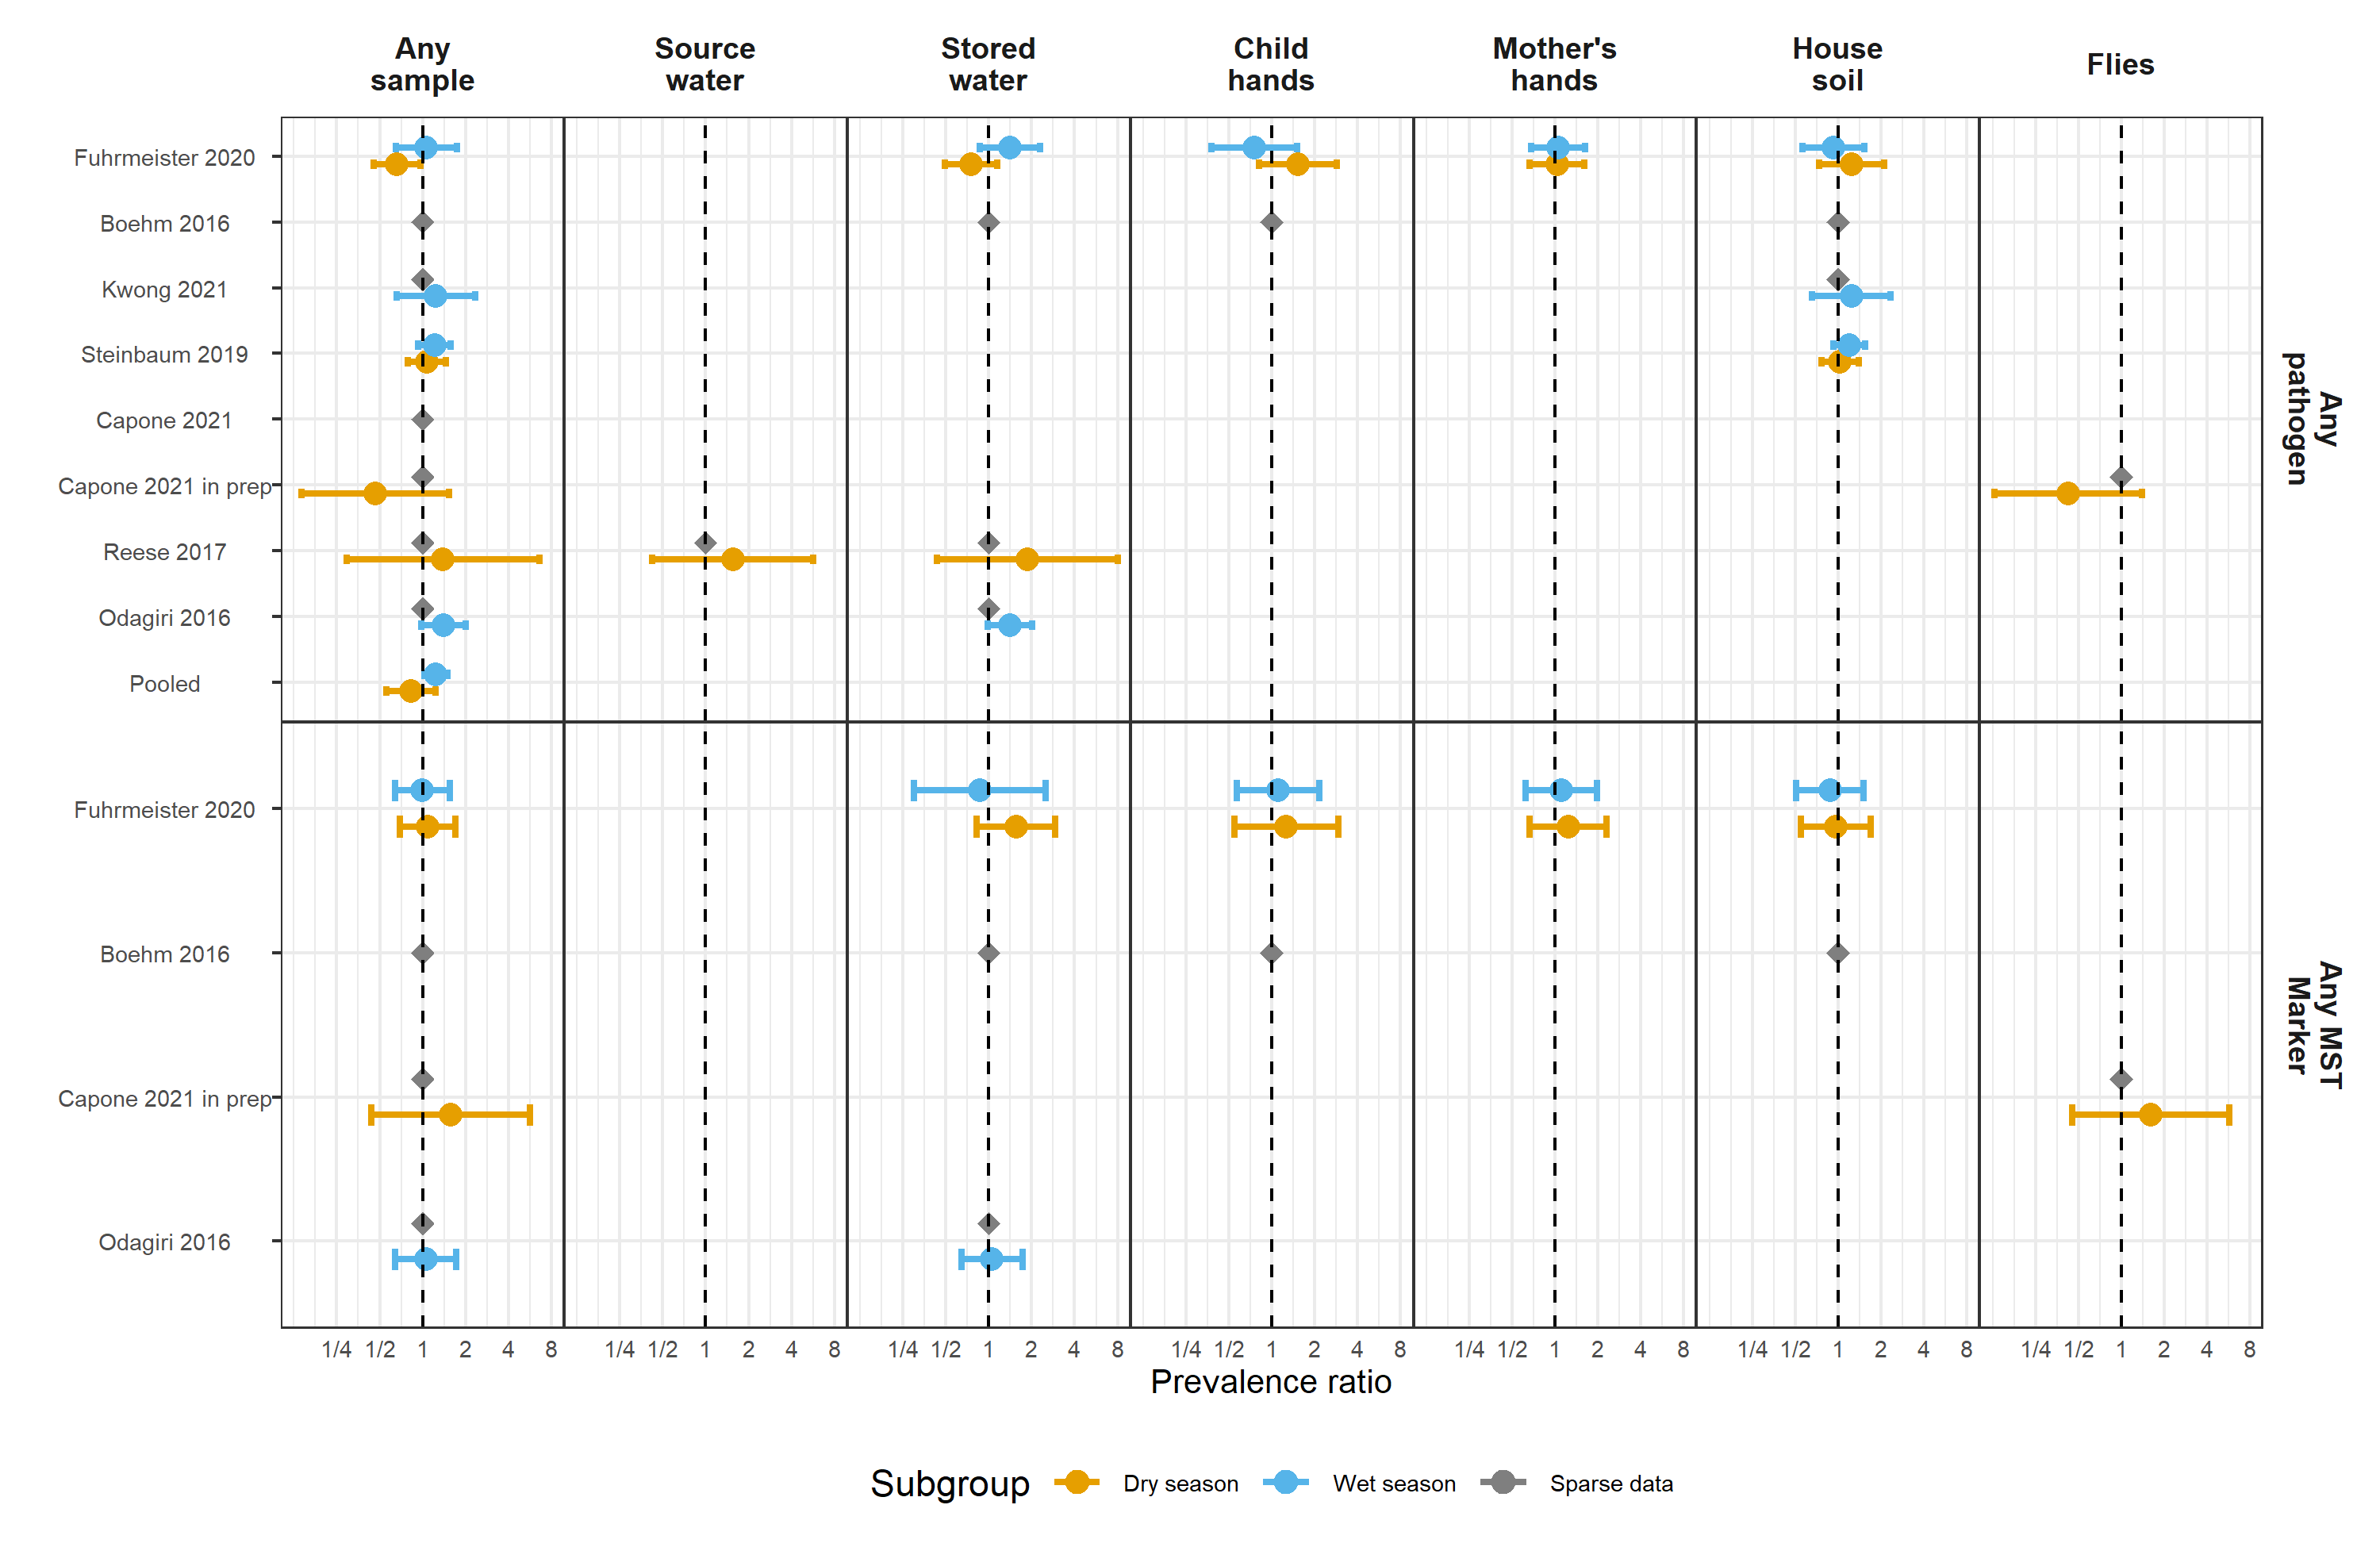 Any
sample
Source
water
Stored
water
Child
hands
Mother's
hands
House
soil
Flies
Fuhrmeister 2020
Boehm 2016
Kwong 2021
Steinbaum 2019
Capone 2021
Capone 2021 in prep
Reese 2017
Odagiri 2016
Pooled
Any
pathogen
Fuhrmeister 2020
Boehm 2016
Capone 2021 in prep
Odagiri 2016
Any MST
Marker
1/4 1/2 1 2 4 8 1/4 1/2 1 2 4 8 1/4 1/2 1 2 4 8 1/4 1/2 1 2 4 8 1/4 1/2 1 2 4 8 1/4 1/2 1 2 4 8 1/4 1/2 1 2 4 8
Prevalence ratio
Subgroup Dry season Wet season Sparse data